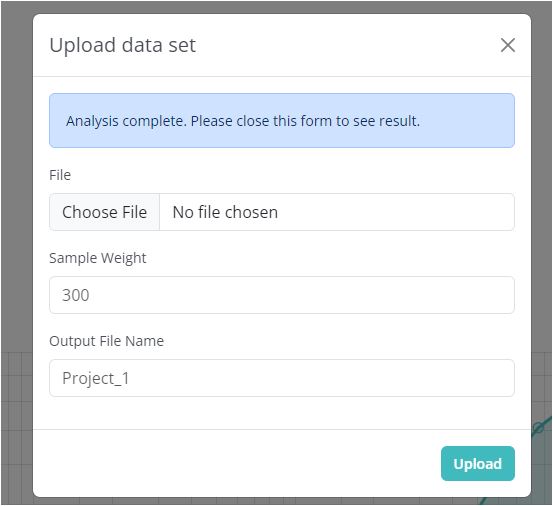 Upload data set
Analysis complete. Please close this form to see result.
File
Choose File No file chosen
Sample Weight
300
Output File Name
Project_1
Upload